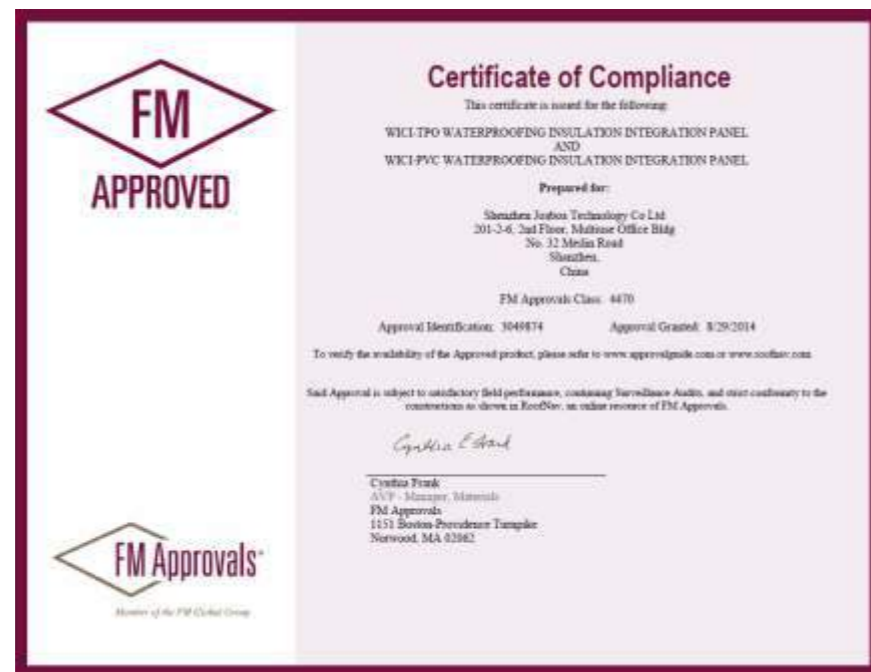 FM
APPROVED
Certificate of Compliance
This certificate is issued for the following:
WICI-TPO WATERPROOFING INSULATION INTEGRATION PANEL
AND
WICI-PVC WATERPROOFING INSULATION INTEGRATION PANEL
Prepared for:
Shenzhen Technology Co Ltd
201-2-6, 2nd Floor, Multiuse Office Bldg
No. 32 Road
Shenzhen,
China
FM Approvals Class: 4470
Approval Identification: 3049874 Approval Granted: 8/29/2014
To verify the availability of the Approved product, please refer to www.approvalguide.com or www.roofnav.com
Said Approval is subject to satisfactory field performance, continuing Surveillance Audits, and strict conformity to the
constructions as shown in RoofNav, an online resource of FM Approvals.
Cynthia E Frank
Cynthia Frank
AVP - Manager, Materials
FM Approvals
1151 Boston-Providence Turnpike
Norwood, MA 02062
FM Approvals
Member of the FM Global Group